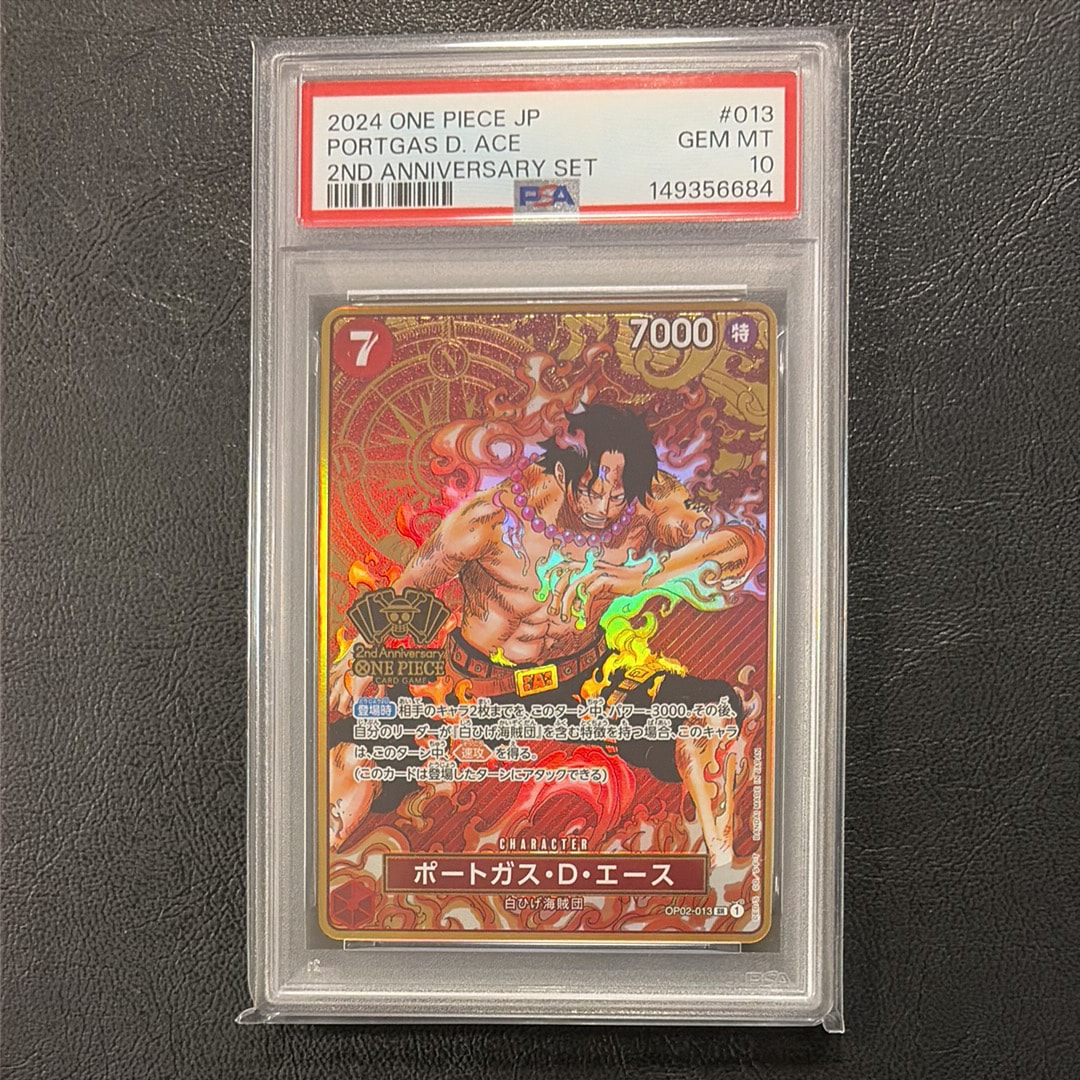 2024 ONE PIECE JP #013
PORTGAS D. ACE GEM MT
2ND ANNIVERSARY SET 10
PSA 149356684
7 7000 特
2nd Anniversary
ONE PIECE
CARD GAME
登場時 相手のキャラ2枚までを、このターン中、パワー-3000。その後、
自分のリーダーが『白ひげ海賊団』を含む特徴を持つ場合、このキャラ
は、このターン中、速攻を得る。
(このカードは登場したターンにアタックできる)
CHARACTER
ポートガス・D・エース
白ひげ海賊団
OP02-013 SR 1
BANDAI MADE IN JAPAN
PSA